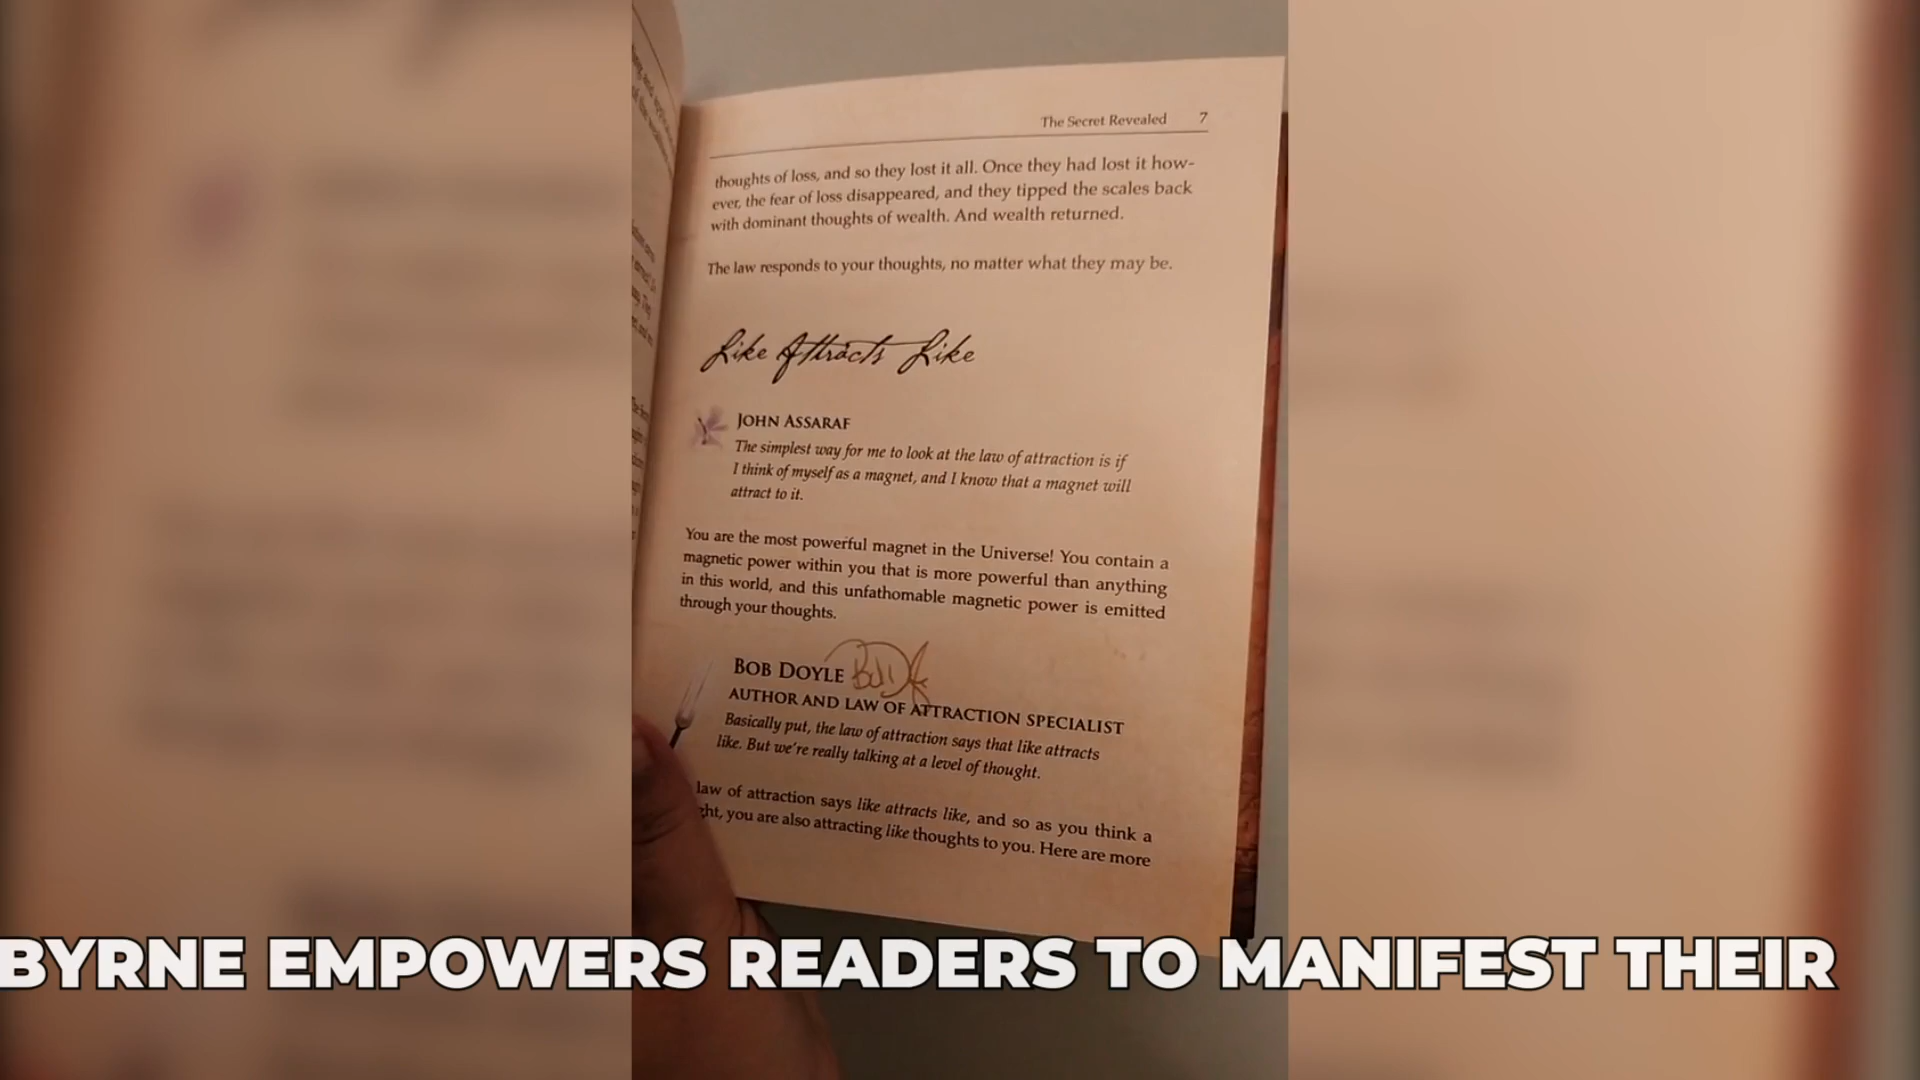 The Secret Revealed 7
thoughts of loss, and so they lost it all. Once they had lost it how-
ever, the fear of loss disappeared, and they tipped the scales back
with dominant thoughts of wealth. And wealth returned.
The law responds to your thoughts, no matter what they may be.
Like Attracts Like
JOHN ASSARAF
The simplest way for me to look at the law of attraction is if
I think of myself as a magnet, and I know that a magnet will
attract to it.
You are the most powerful magnet in the Universe! You contain a
magnetic power within you that is more powerful than anything
in this world, and this unfathomable magnetic power is emitted
through your thoughts.
BOB DOYLE
AUTHOR AND LAW OF ATTRACTION SPECIALIST
Basically put, the law of attraction says that like attracts
like. But we're really talking at a level of thought.
law of attraction says like attracts like, and so as you think a
ght, you are also attracting like thoughts to you. Here are more
BYRNE EMPOWERS READERS TO MANIFEST THEIR